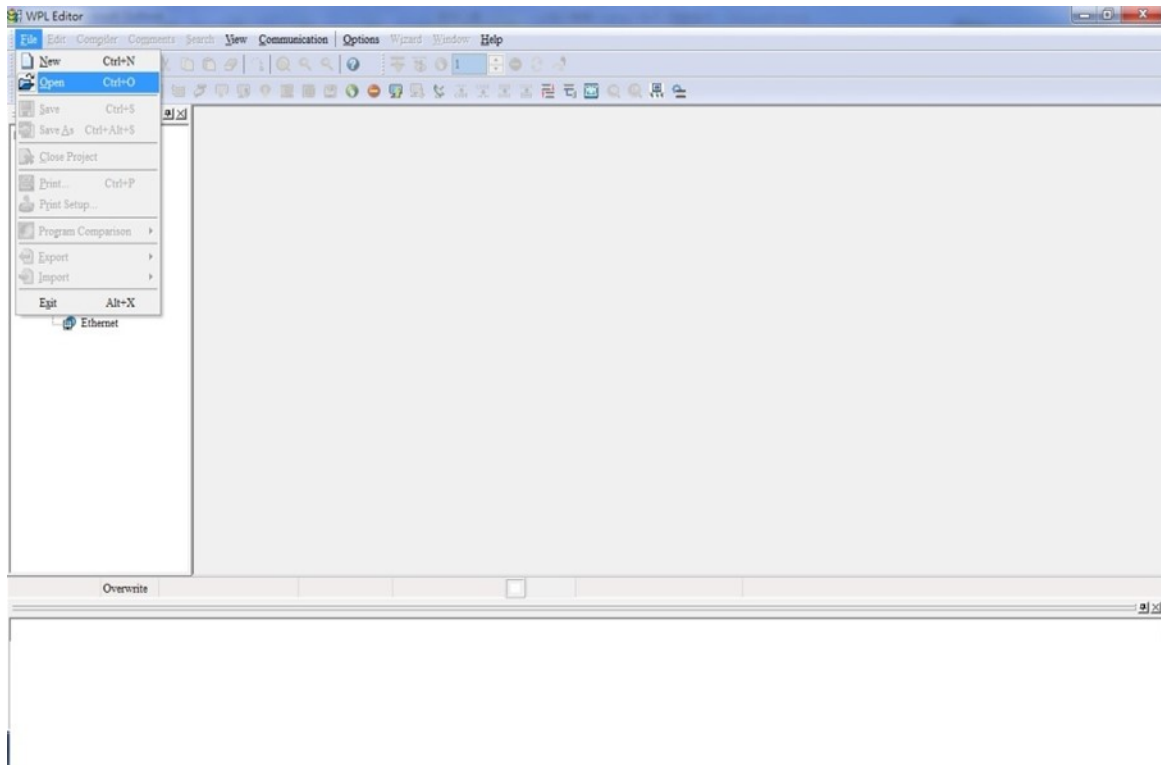 WPL Editor
File Edit Compiler Comments Search View Communication Options Wizard Window Help
New Ctrl+N
Open Ctrl+O
1
Save Ctrl+S
Save As Ctrl+Alt+S
Close Project
Print... Ctrl+P
Print Setup...
Program Comparison
Export
Import
Exit Alt+X
Ethernet
Overwrite